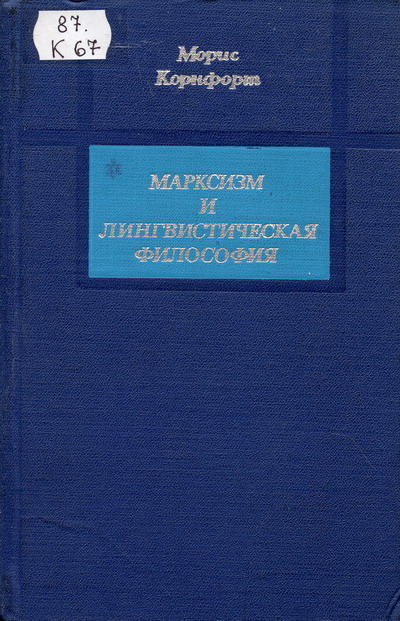 87.
К 67
Морис
Корнфорт
МАРКСИЗМ
И
ЛИНГВИСТИЧЕСКАЯ
ФИЛОСОФИЯ